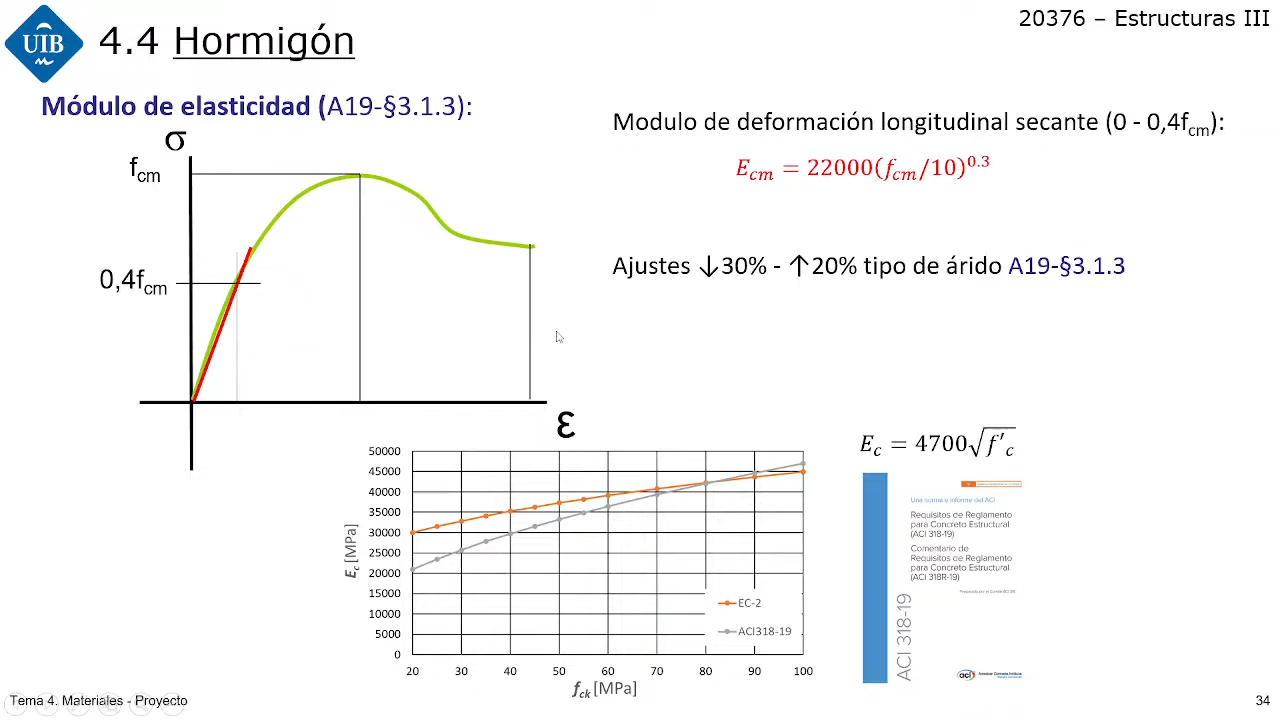 20376 – Estructuras III
UIB
4.4 Hormigón
Módulo de elasticidad (A19-§3.1.3):
σ
fcm
0,4fcm
ε
Modulo de deformación longitudinal secante (0 - 0,4fcm):
Ecm = 22000(fcm/10)^0.3
Ajustes ↓30% - ↑20% tipo de árido A19-§3.1.3
50000
45000
40000
35000
30000
25000
20000
15000
10000
5000
0
Ec [MPa]
20 30 40 50 60 70 80 90 100
fck [MPa]
EC-2
ACI318-19
Ec = 4700√f'c
Una norma e informe del ACI
Requisitos de Reglamento
para Concreto Estructural
(ACI 318-19)
Comentario de
Requisitos de Reglamento
para Concreto Estructural
(ACI 318R-19)
ACI 318-19
aci
Tema 4. Materiales - Proyecto
34